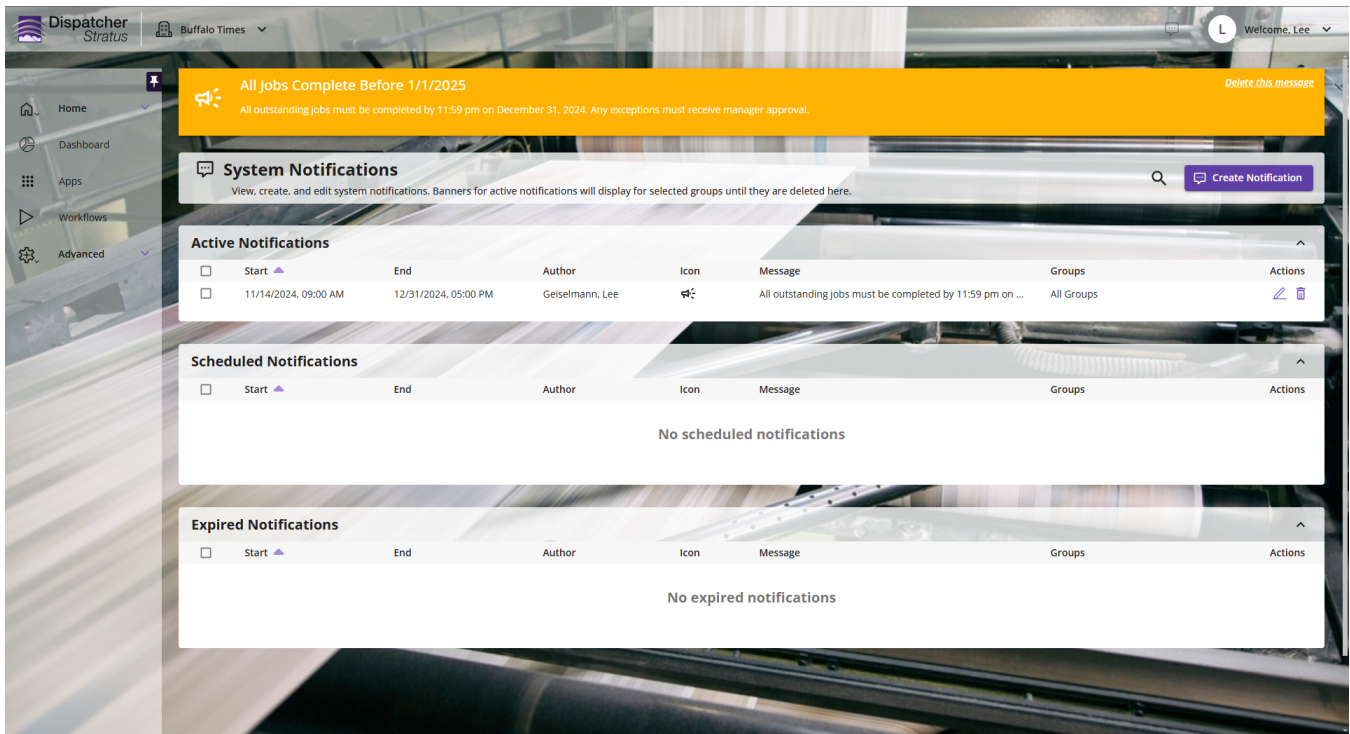 Dispatcher
Stratus
Buffalo Times
L
Welcome, Lee
Home
Dashboard
Apps
Workflows
Advanced
All Jobs Complete Before 1/1/2025
Delete this message
All outstanding jobs must be completed by 11:59 pm on December 31, 2024. Any exceptions must receive manager approval.
System Notifications
View, create, and edit system notifications. Banners for active notifications will display for selected groups until they are deleted here.
Create Notification
Active Notifications
Start End Author Icon Message Groups Actions
11/14/2024, 09:00 AM 12/31/2024, 05:00 PM Geiselmann, Lee All outstanding jobs must be completed by 11:59 pm on ... All Groups
Scheduled Notifications
Start End Author Icon Message Groups Actions
No scheduled notifications
Expired Notifications
Start End Author Icon Message Groups Actions
No expired notifications